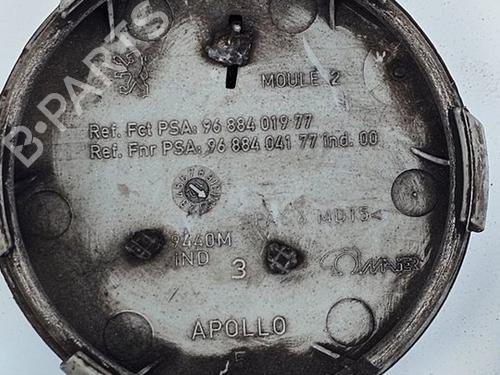 B-PARTS
MOULE 2
Ref. Fct PSA: 96 884 019 77
Ref. Fnr PSA: 96 884 041 77 ind. 00
MD15<
9440M
IND
3
APOLLO